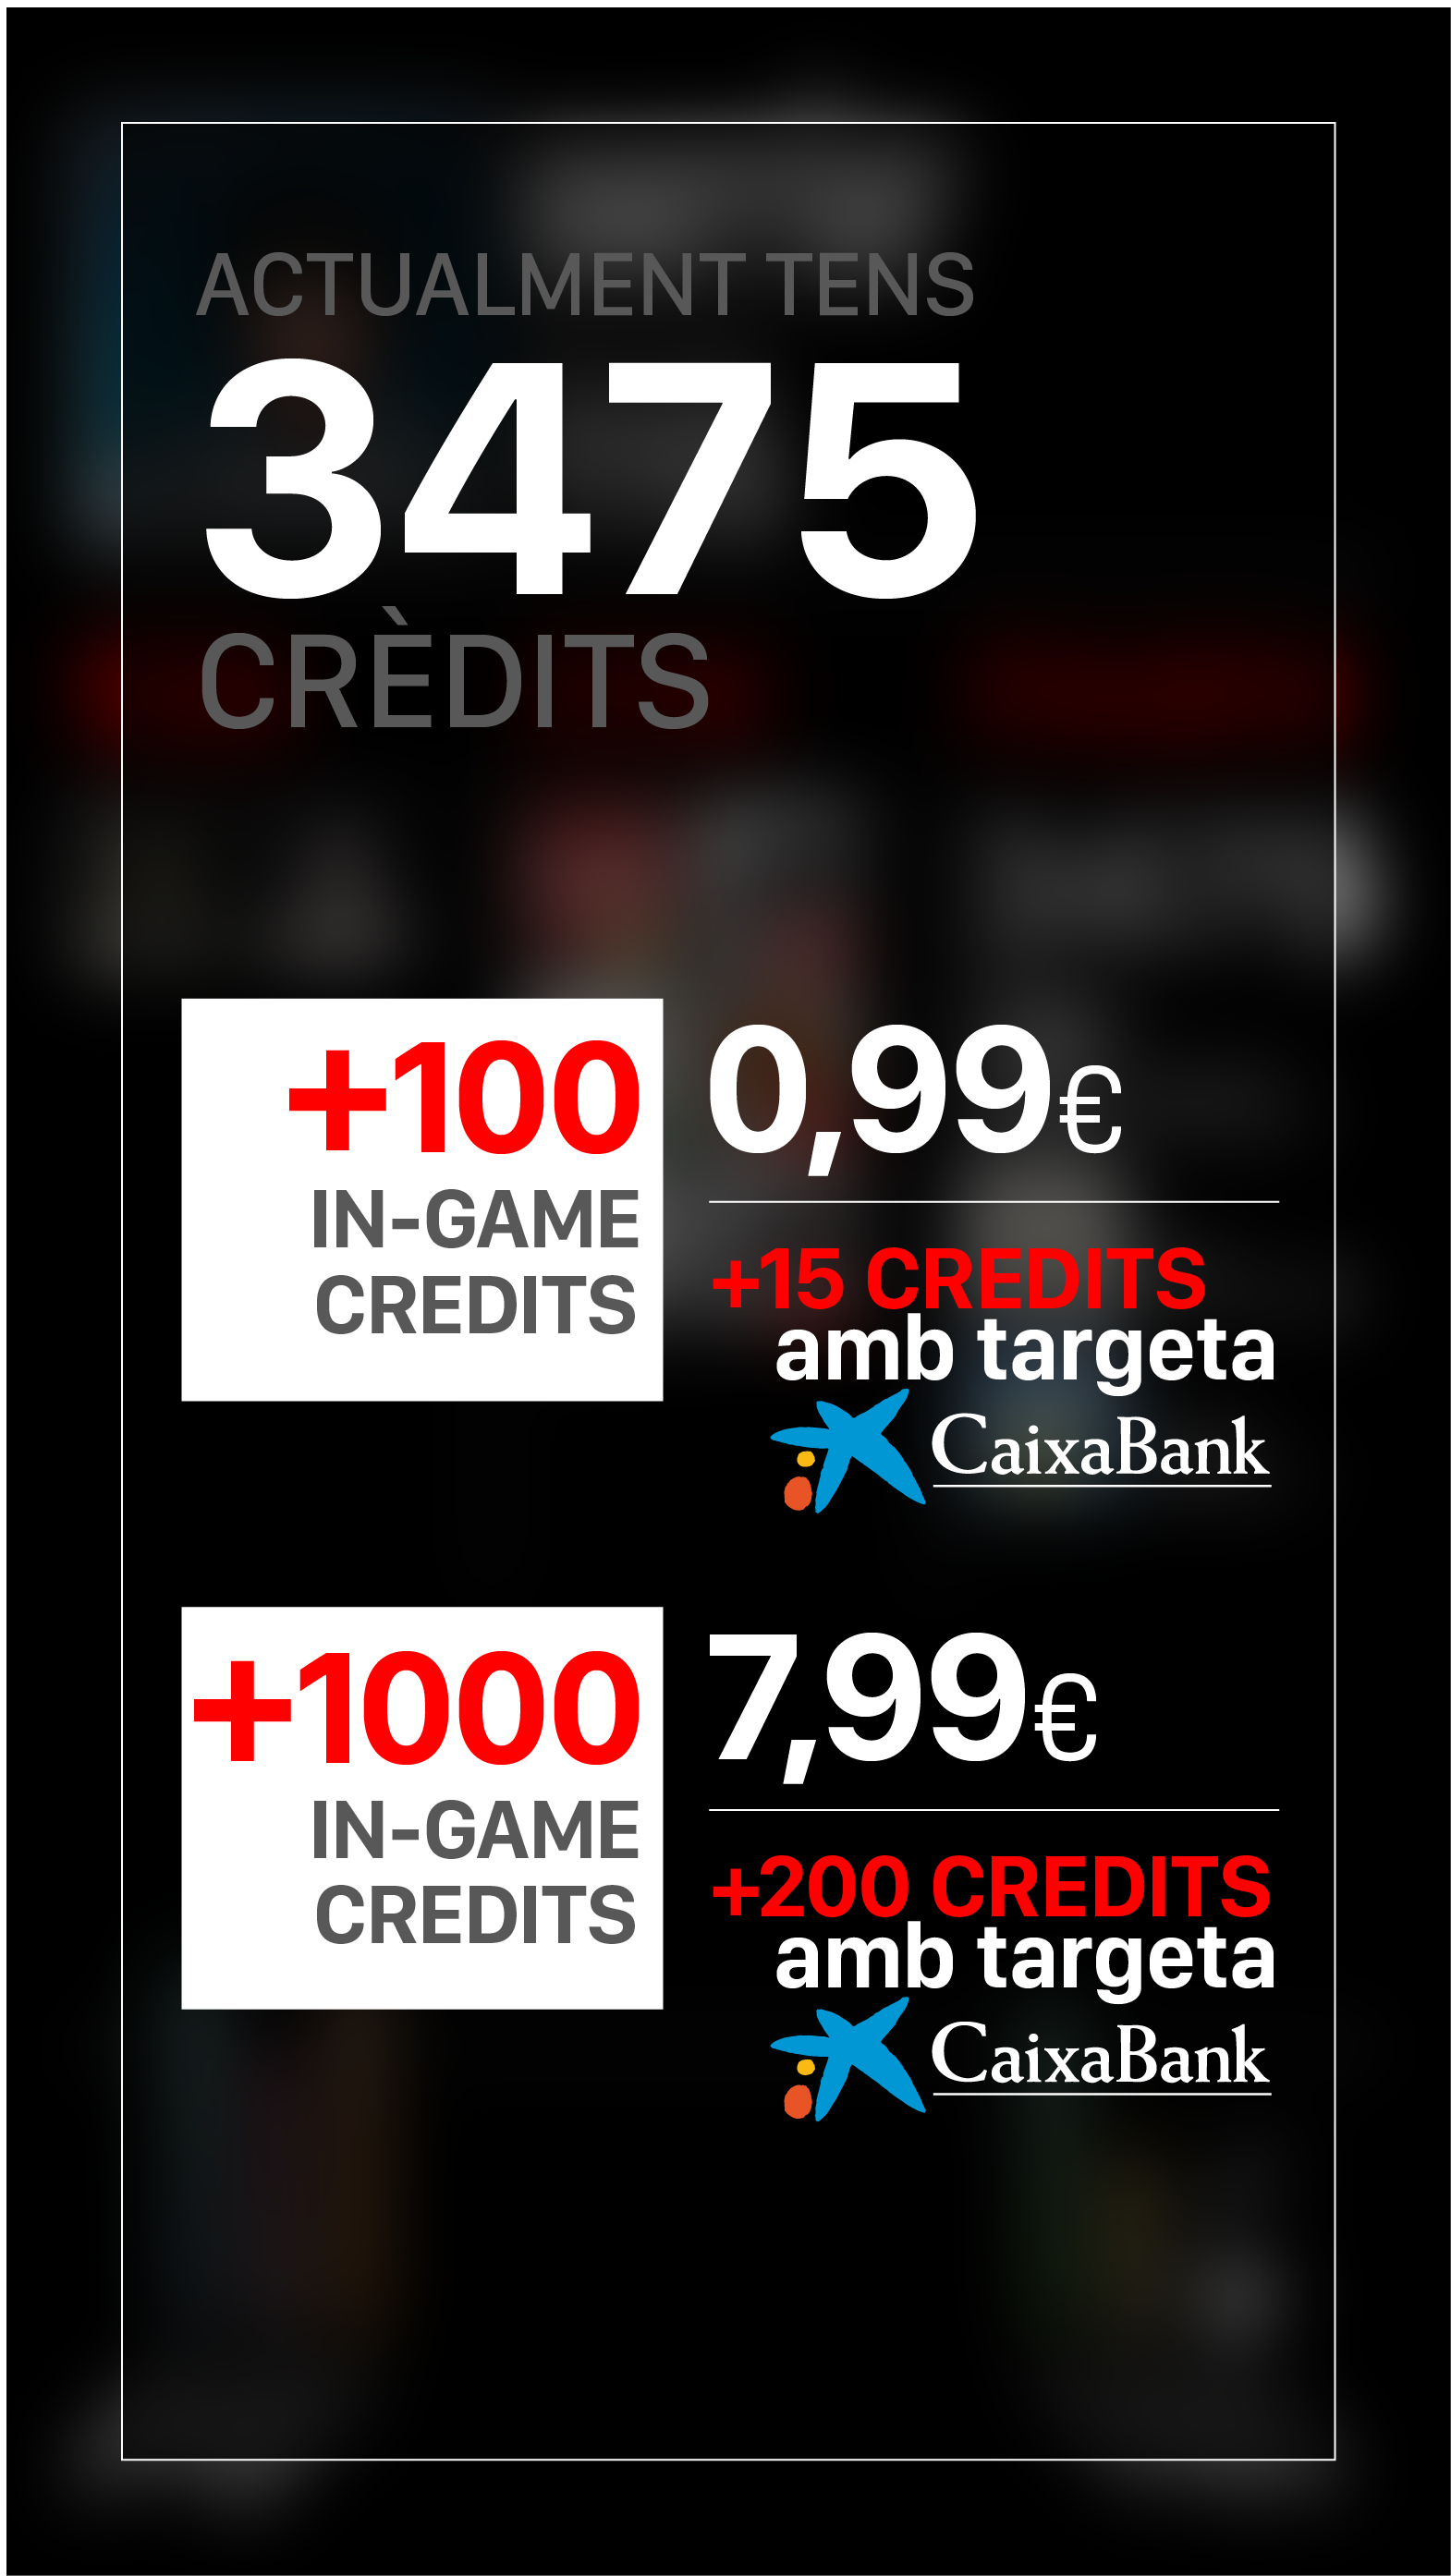 ACTUALMENT TENS
3475
CRÈDITS
+100
IN-GAME
CREDITS
0,99€
+15 CREDITS
amb targeta
CaixaBank
+1000
IN-GAME
CREDITS
7,99€
+200 CREDITS
amb targeta
CaixaBank